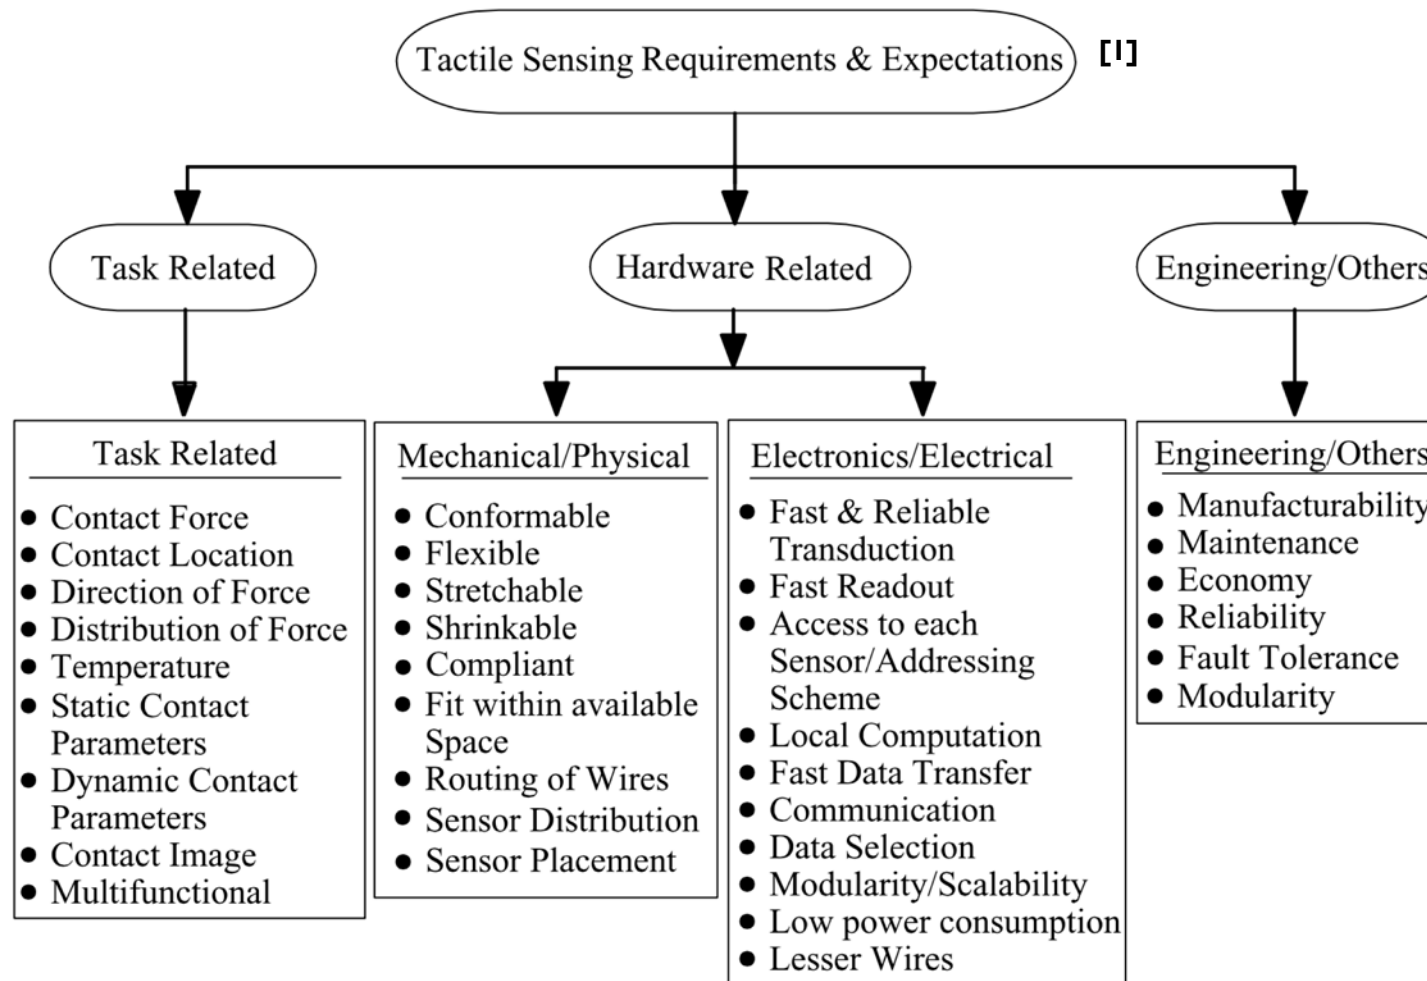 Tactile Sensing Requirements & Expectations
[1]
Task Related
Hardware Related
Engineering/Others
Task Related
• Contact Force
• Contact Location
• Direction of Force
• Distribution of Force
• Temperature
• Static Contact
Parameters
• Dynamic Contact
Parameters
• Contact Image
• Multifunctional
Mechanical/Physical
• Conformable
• Flexible
• Stretchable
• Shrinkable
• Compliant
• Fit within available
Space
• Routing of Wires
• Sensor Distribution
• Sensor Placement
Electronics/Electrical
• Fast & Reliable
Transduction
• Fast Readout
• Access to each
Sensor/Addressing
Scheme
• Local Computation
• Fast Data Transfer
• Communication
• Data Selection
• Modularity/Scalability
• Low power consumption
• Lesser Wires
Engineering/Others
• Manufacturability
• Maintenance
• Economy
• Reliability
• Fault Tolerance
• Modularity